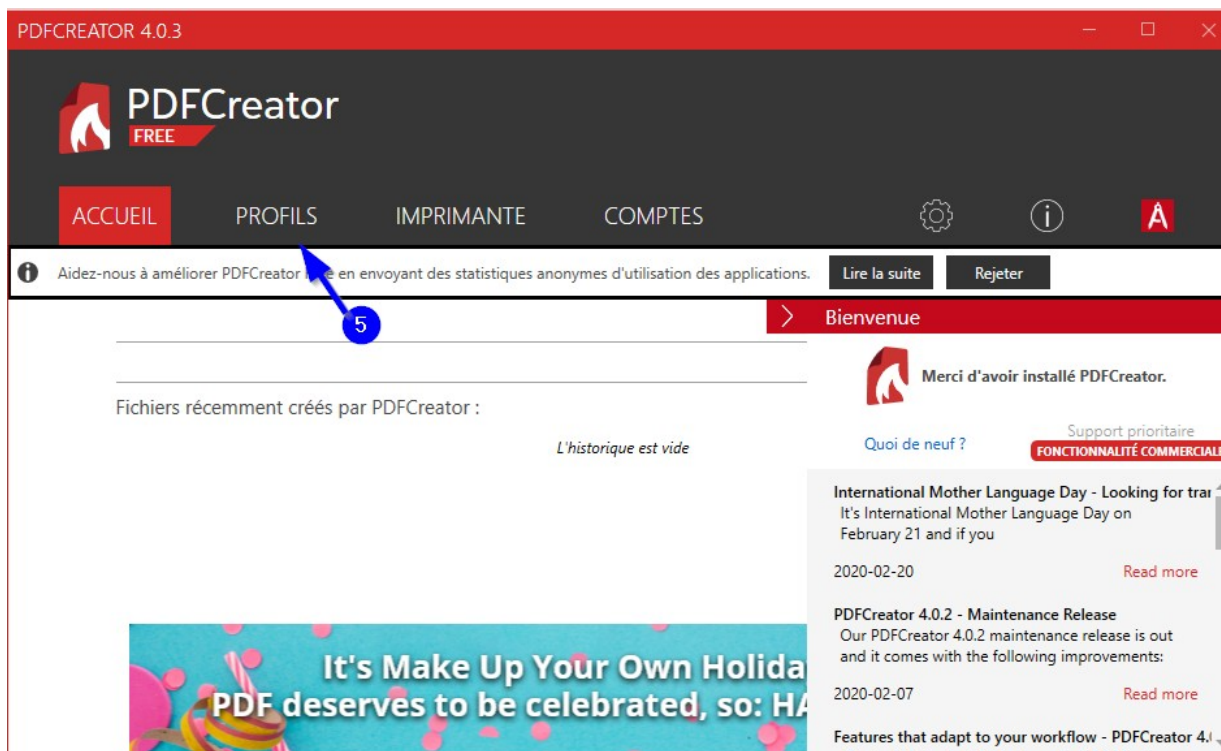 PDFCREATOR 4.0.3
PDFCreator
FREE
ACCUEIL PROFILS IMPRIMANTE COMPTES
Aidez-nous à améliorer PDFCreator en envoyant des statistiques anonymes d'utilisation des applications. Lire la suite Rejeter
5
Bienvenue
Merci d'avoir installé PDFCreator.
Quoi de neuf ?
Support prioritaire
FONCTIONNALITÉ COMMERCIAL
Fichiers récemment créés par PDFCreator :
L'historique est vide
International Mother Language Day - Looking for
It's International Mother Language Day on
February 21 and if you
2020-02-20 Read more
PDFCreator 4.0.2 - Maintenance Release
Our PDFCreator 4.0.2 maintenance release is out
and it comes with the following improvements:
2020-02-07 Read more
Features that adapt to your workflow - PDFCreator 4.
It's Make Up Your Own Holida
PDF deserves to be celebrated, so: HA